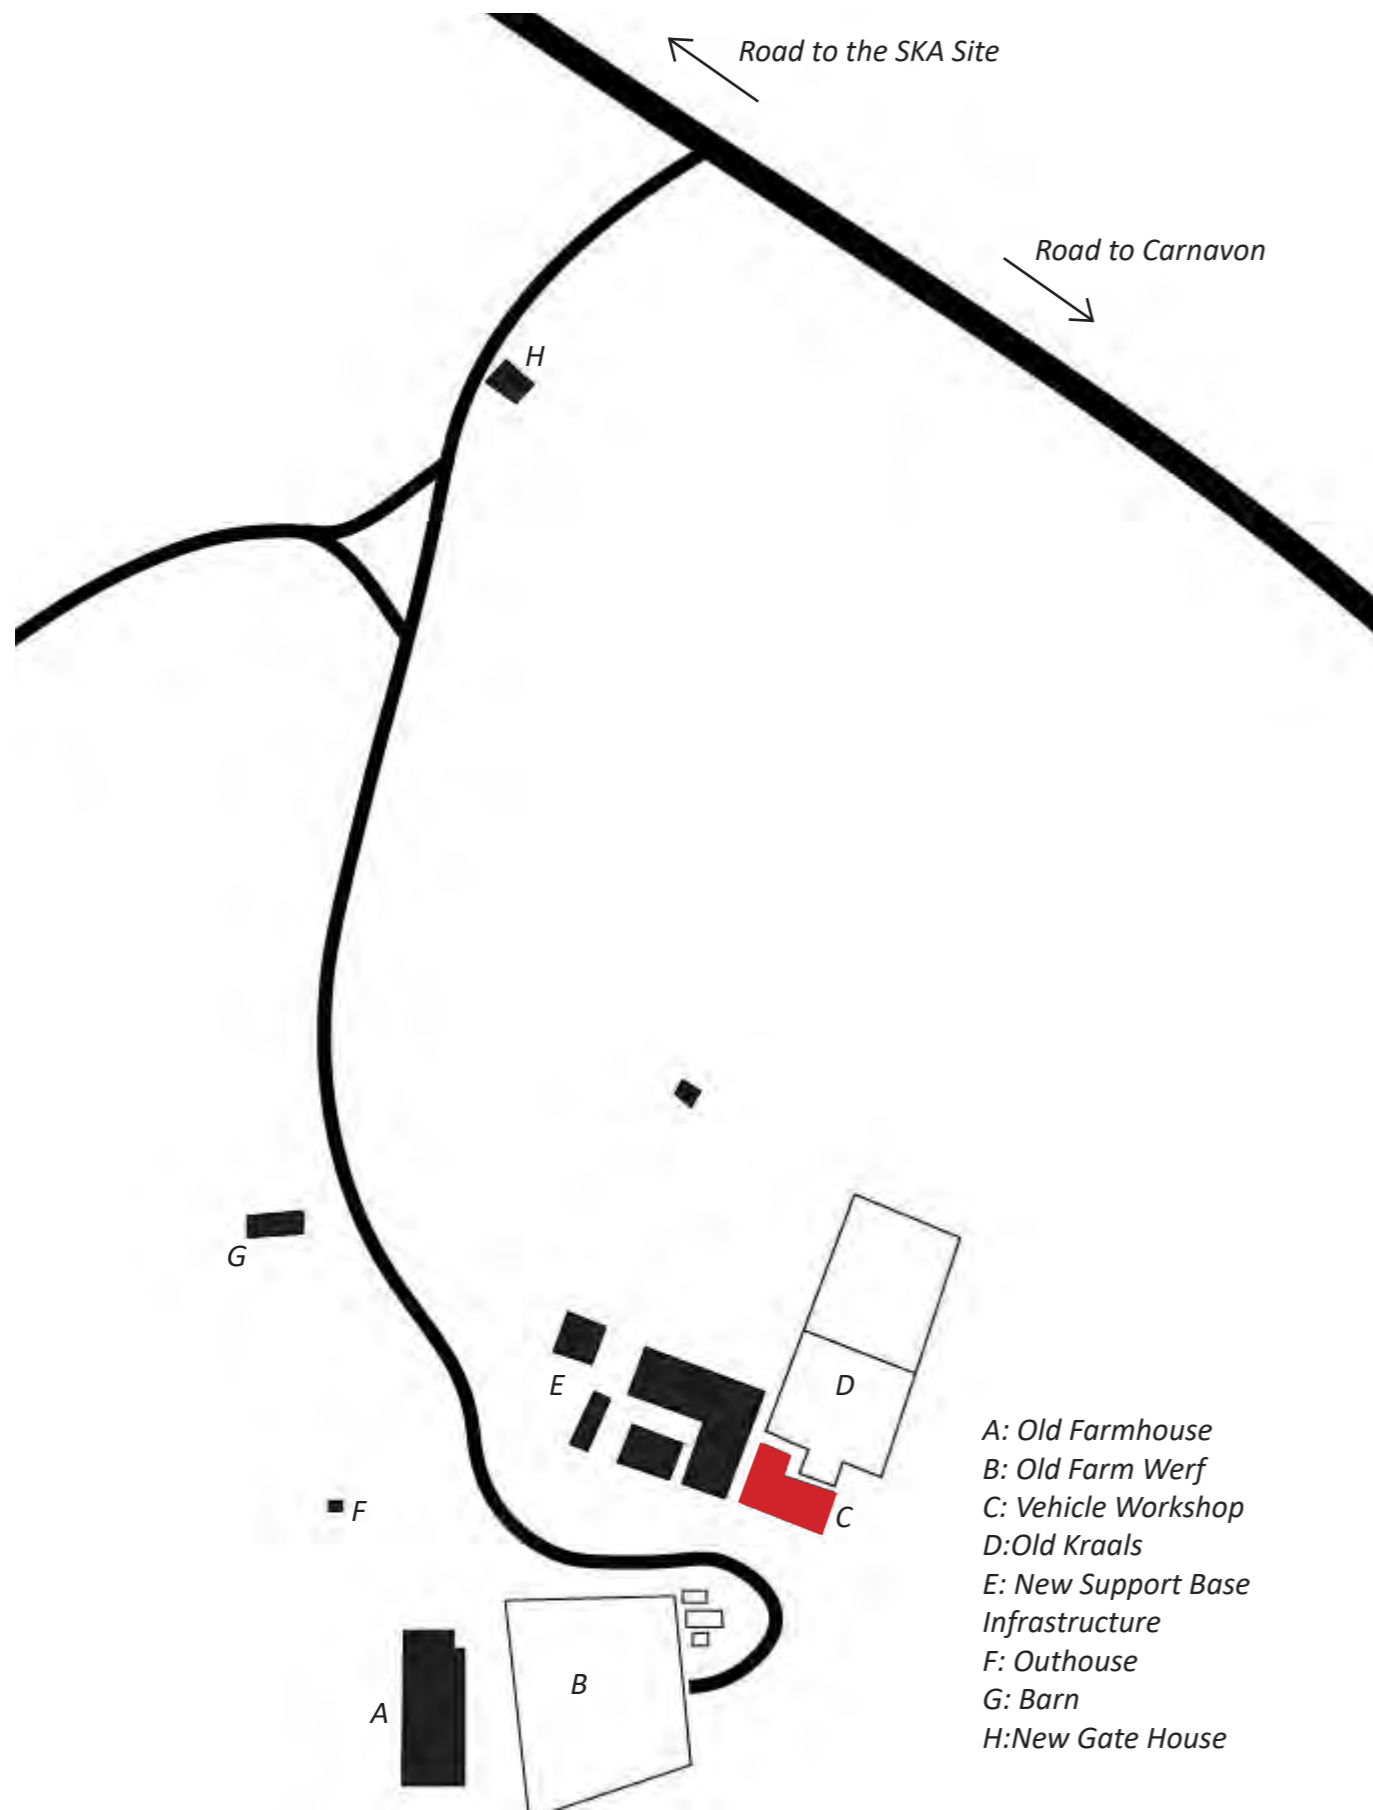 Road to the SKA Site
Road to Carnavon
H
G
E
D
F
C
B
A
A: Old Farmhouse
B: Old Farm Werf
C: Vehicle Workshop
D:Old Kraals
E: New Support Base
Infrastructure
F: Outhouse
G: Barn
H:New Gate House